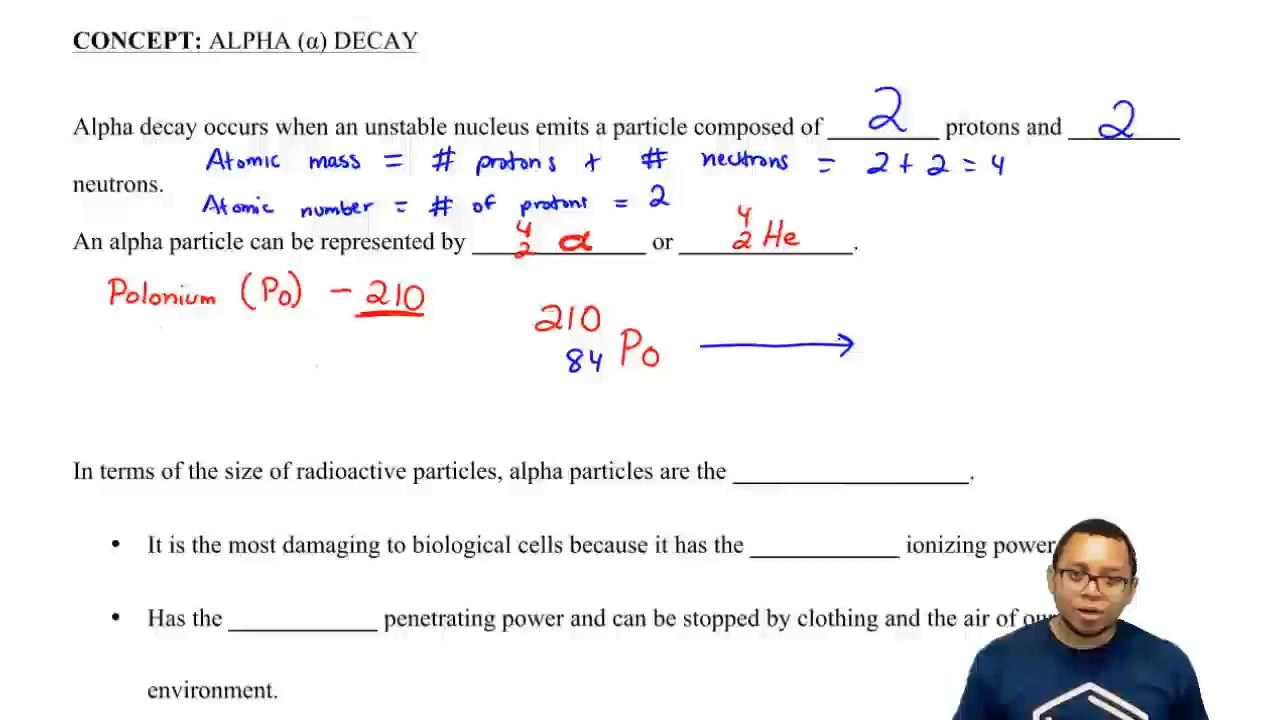 CONCEPT: ALPHA (α) DECAY
Alpha decay occurs when an unstable nucleus emits a particle composed of 2 protons and 2
Atomic mass = # protons + # neutrons = 2 + 2 = 4
neutrons.
Atomic number = # of protons = 2
An alpha particle can be represented by 4 2 α or 4 2 He.
Polonium (Po) - 210
210 84 Po
In terms of the size of radioactive particles, alpha particles are the ____________________.
• It is the most damaging to biological cells because it has the ____________ ionizing power
• Has the ____________ penetrating power and can be stopped by clothing and the air of
environment.